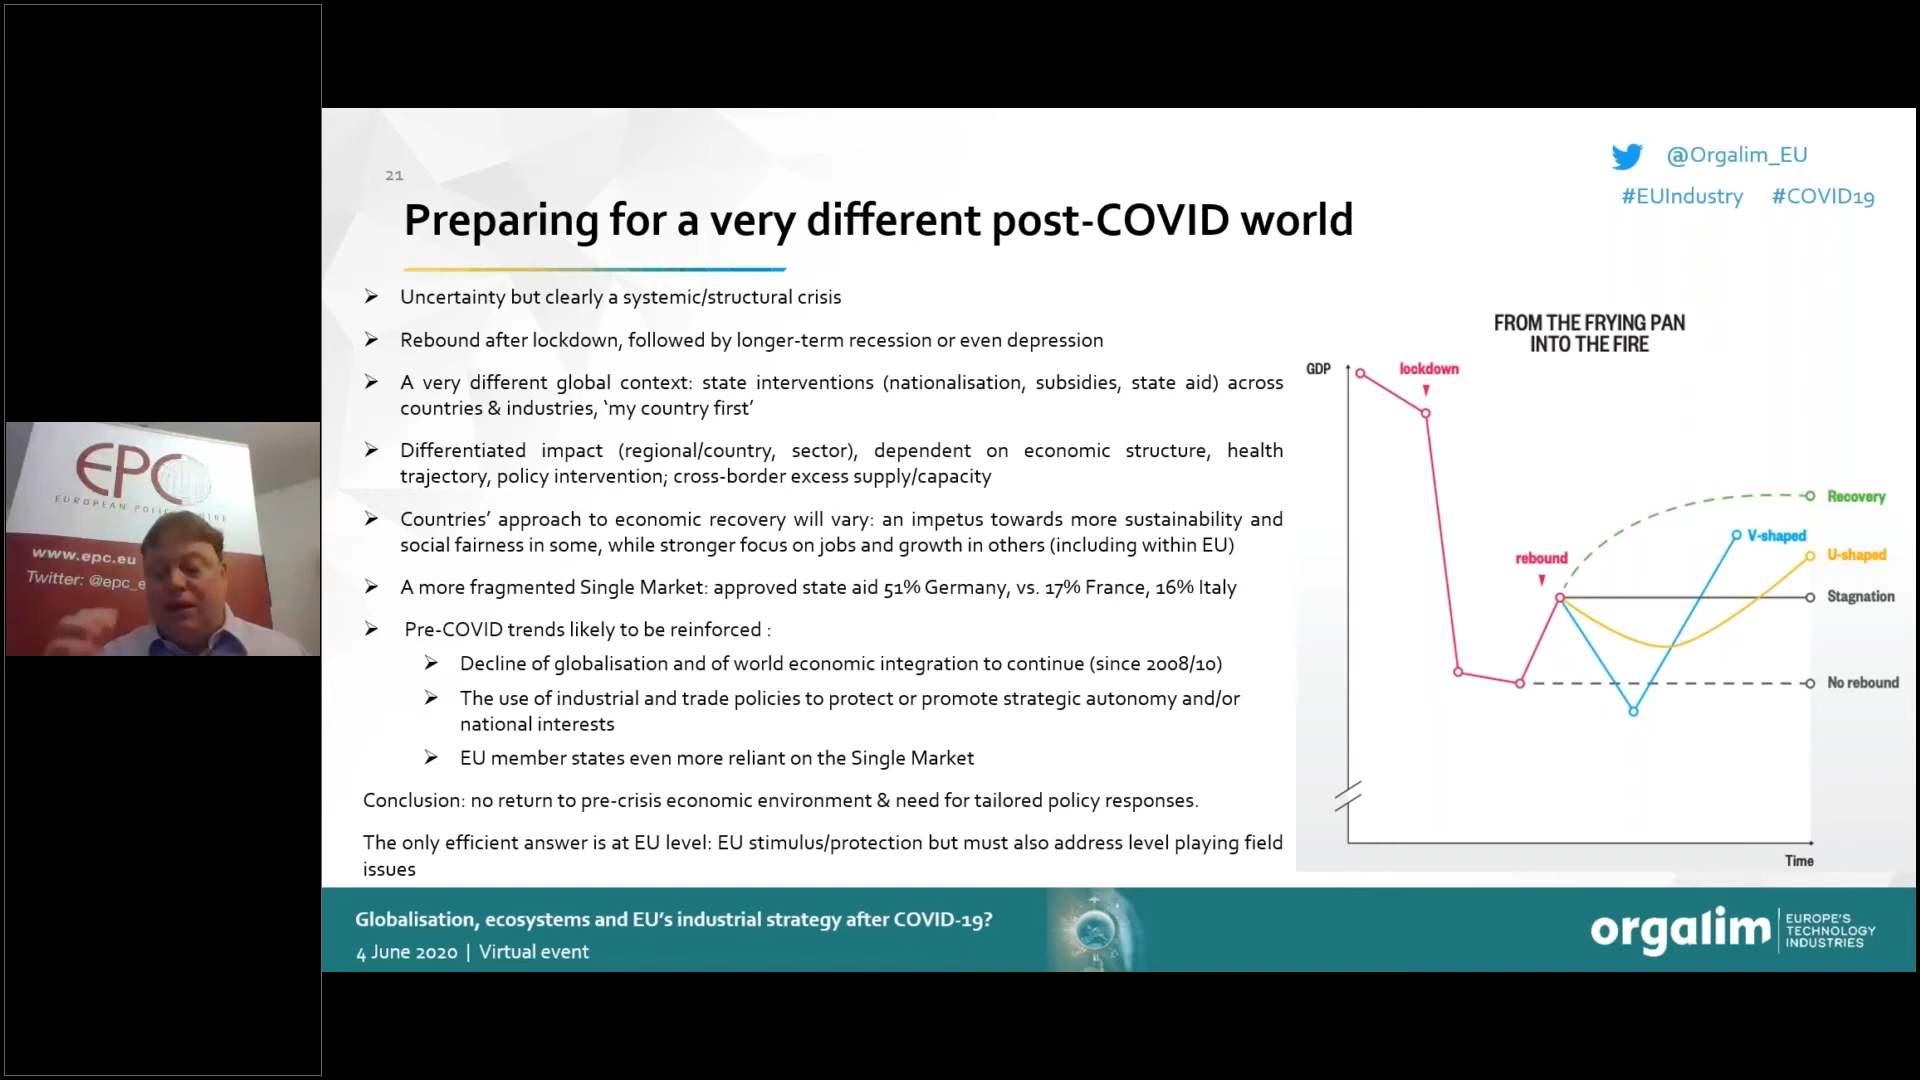 EPC
EUROPEAN POLICY CENTRE
www.epc.eu
Twitter: @epc_e
@Orgalim_EU
#EUIndustry #COVID19
21
Preparing for a very different post-COVID world
➢ Uncertainty but clearly a systemic/structural crisis
➢ Rebound after lockdown, followed by longer-term recession or even depression
➢ A very different global context: state interventions (nationalisation, subsidies, state aid) across
countries & industries, ‘my country first’
➢ Differentiated impact (regional/country, sector), dependent on economic structure, health
trajectory, policy intervention; cross-border excess supply/capacity
➢ Countries’ approach to economic recovery will vary: an impetus towards more sustainability and
social fairness in some, while stronger focus on jobs and growth in others (including within EU)
➢ A more fragmented Single Market: approved state aid 51% Germany, vs. 17% France, 16% Italy
➢ Pre-COVID trends likely to be reinforced :
➢ Decline of globalisation and of world economic integration to continue (since 2008/10)
➢ The use of industrial and trade policies to protect or promote strategic autonomy and/or
national interests
➢ EU member states even more reliant on the Single Market
Conclusion: no return to pre-crisis economic environment & need for tailored policy responses.
The only efficient answer is at EU level: EU stimulus/protection but must also address level playing field
issues
FROM THE FRYING PAN
INTO THE FIRE
GDP
lockdown
rebound
Recovery
V-shaped
U-shaped
Stagnation
No rebound
Time
Globalisation, ecosystems and EU’s industrial strategy after COVID-19?
4 June 2020 | Virtual event
orgalim
EUROPE'S
TECHNOLOGY
INDUSTRIES